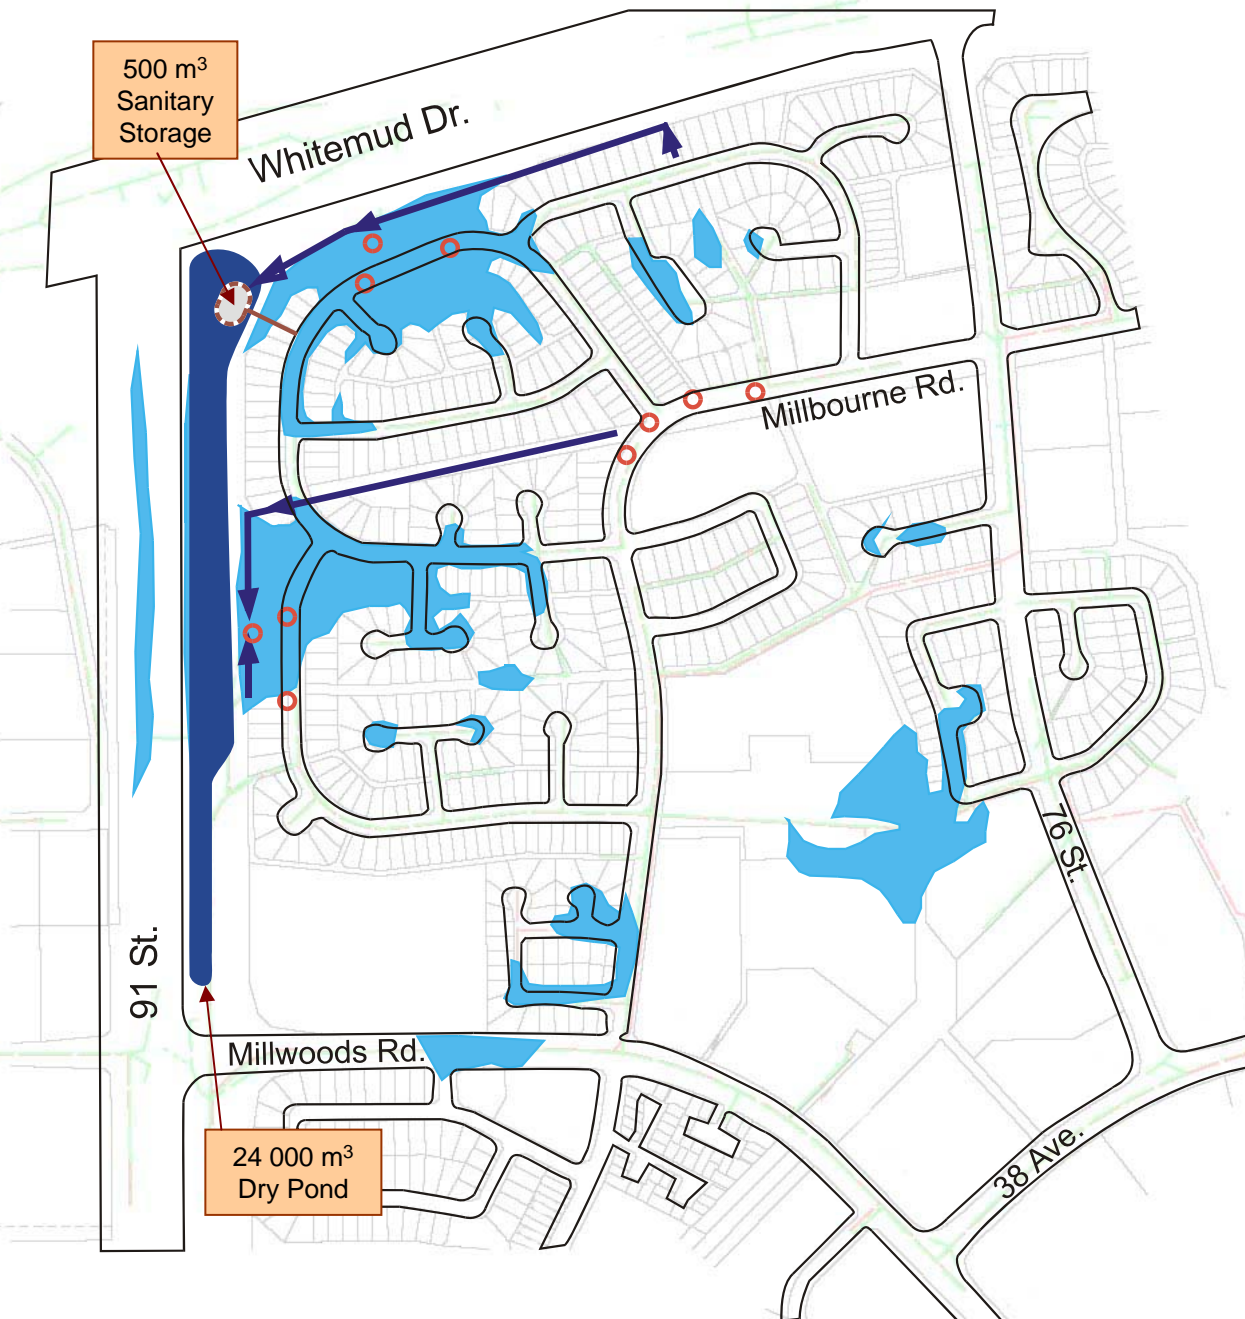 500 m³
Sanitary
Storage
Whitemud Dr.
Millbourne Rd.
76 St.
91 St.
Millwoods Rd.
24 000 m³
Dry Pond
38 Ave.